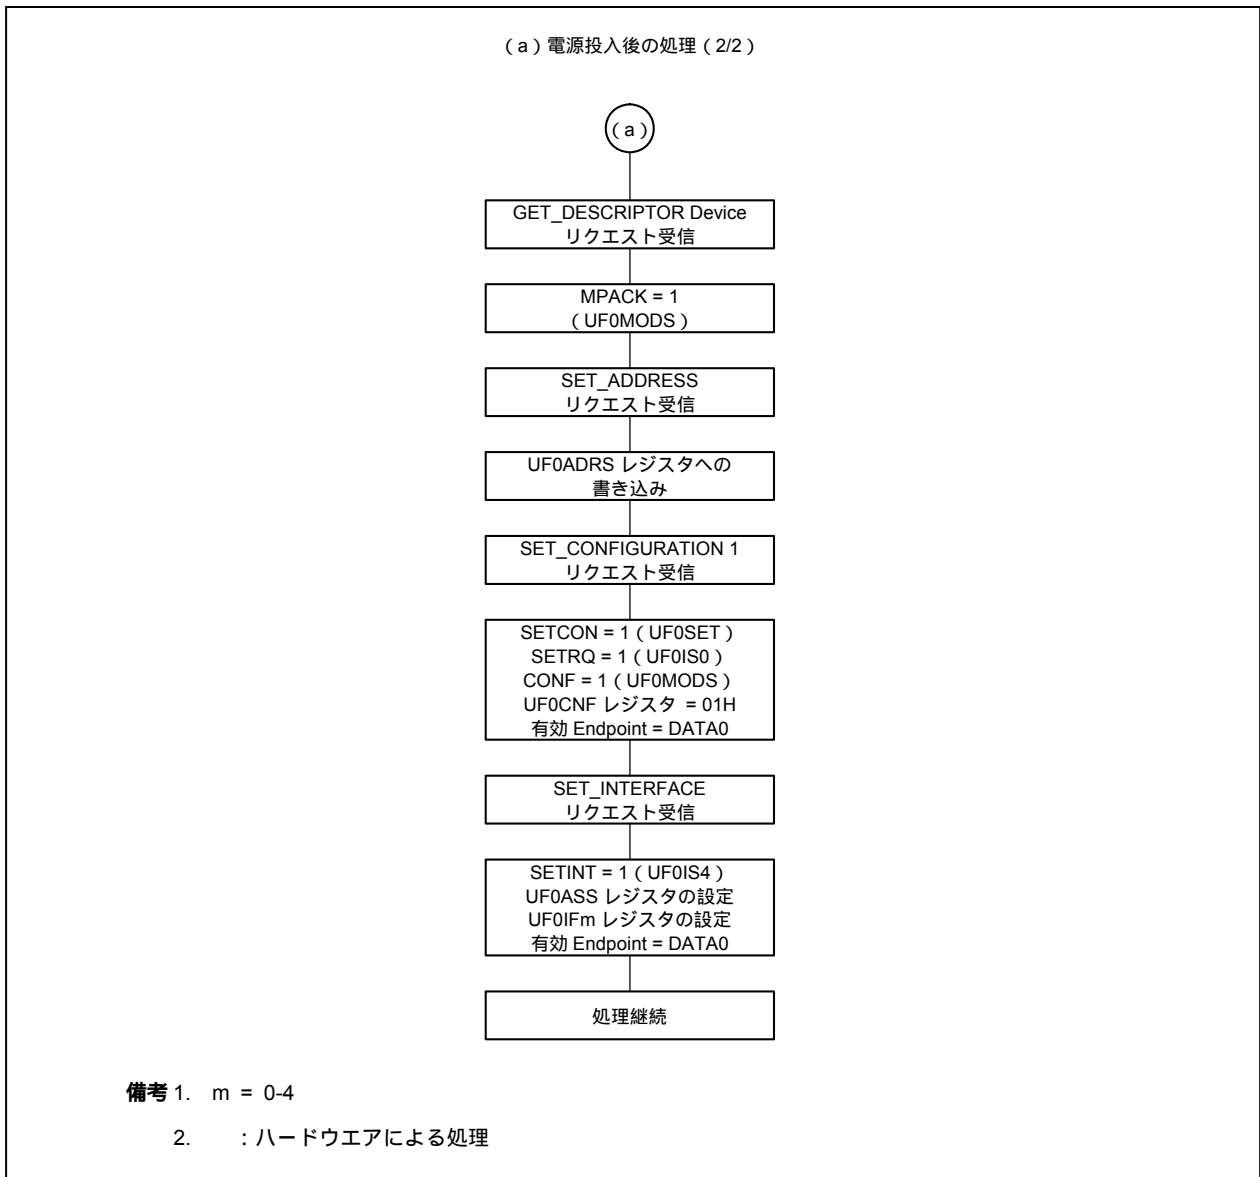 （a）電源投入後の処理（2/2）
（a）
GET_DESCRIPTOR Device
リクエスト受信
MPACK = 1
（UF0MODS）
SET_ADDRESS
リクエスト受信
UF0ADRS レジスタへの
書き込み
SET_CONFIGURATION 1
リクエスト受信
SETCON = 1（UF0SET）
SETRQ = 1（UF0IS0）
CONF = 1（UF0MODS）
UF0CNF レジスタ = 01H
有効 Endpoint = DATA0
SET_INTERFACE
リクエスト受信
SETINT = 1（UF0IS4）
UF0ASS レジスタの設定
UF0IFm レジスタの設定
有効 Endpoint = DATA0
処理継続
備考 1. m = 0-4
2. ：ハードウエアによる処理